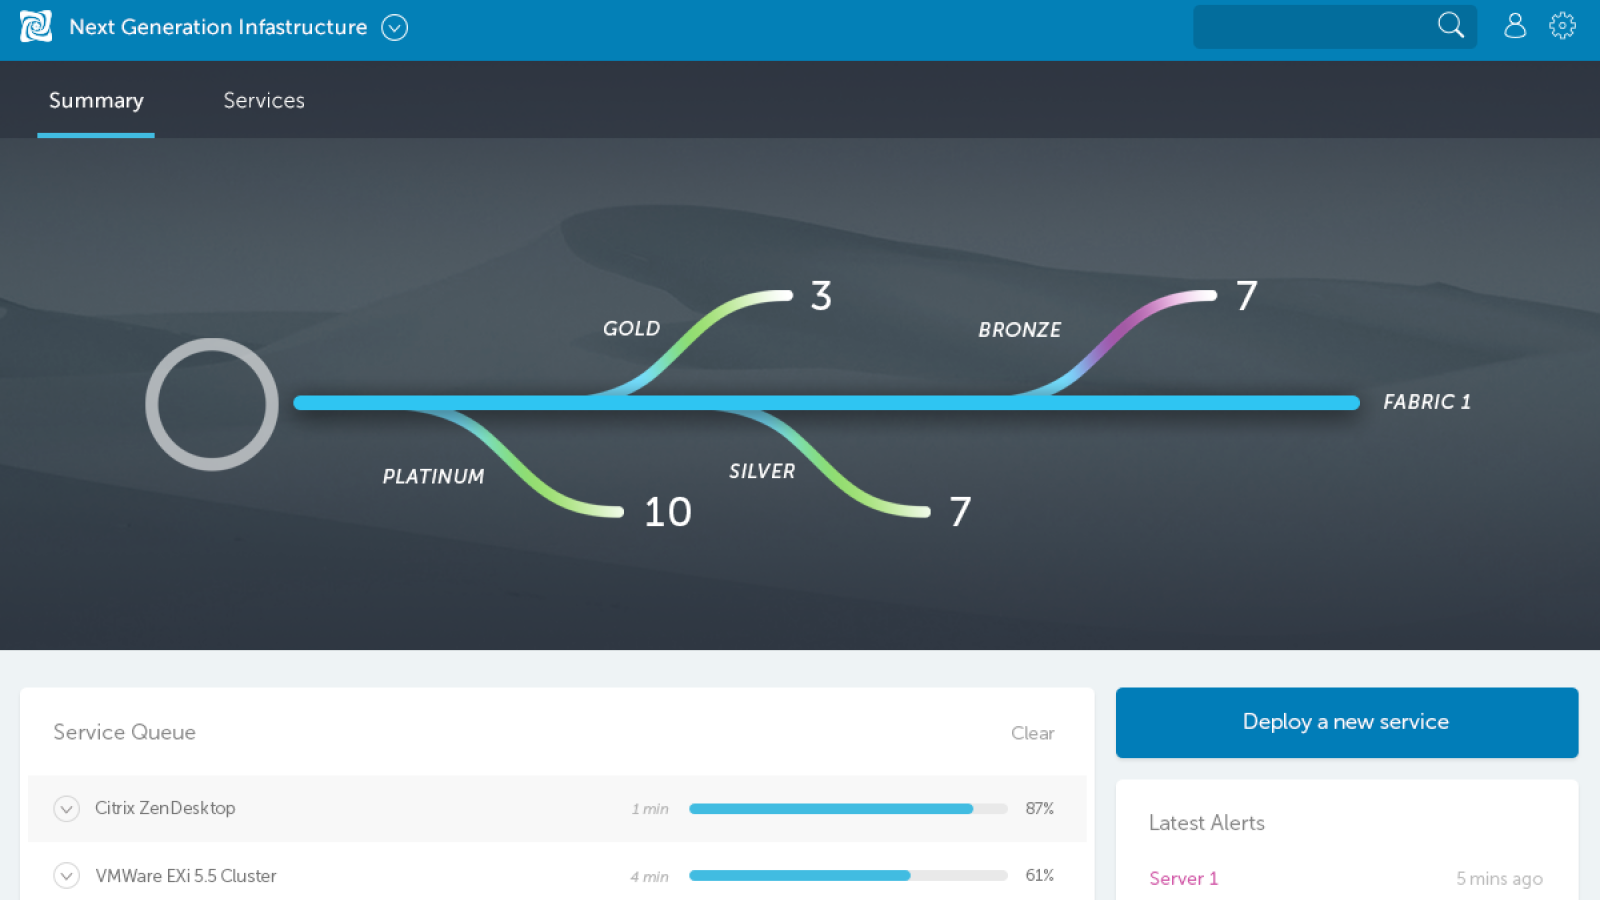 Next Generation Infastructure
Summary
Services
3
7
GOLD
BRONZE
FABRIC 1
PLATINUM
SILVER
10
7
Service Queue
Clear
Citrix ZenDesktop
1 min
87%
VMWare EXi 5.5 Cluster
4 min
61%
Deploy a new service
Latest Alerts
Server 1
5 mins ago